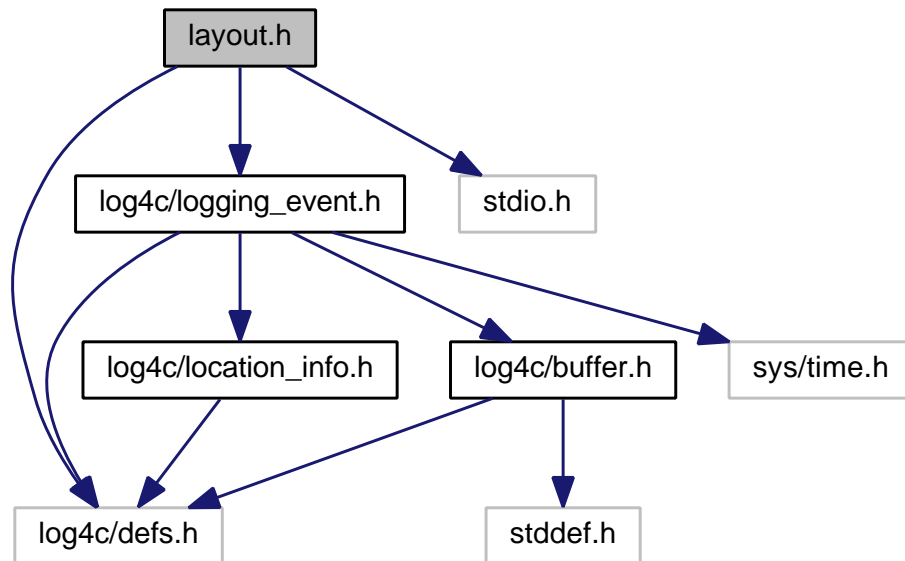 layout.h
log4c/logging_event.h
stdio.h
log4c/location_info.h
log4c/buffer.h
sys/time.h
log4c/defs.h
stddef.h